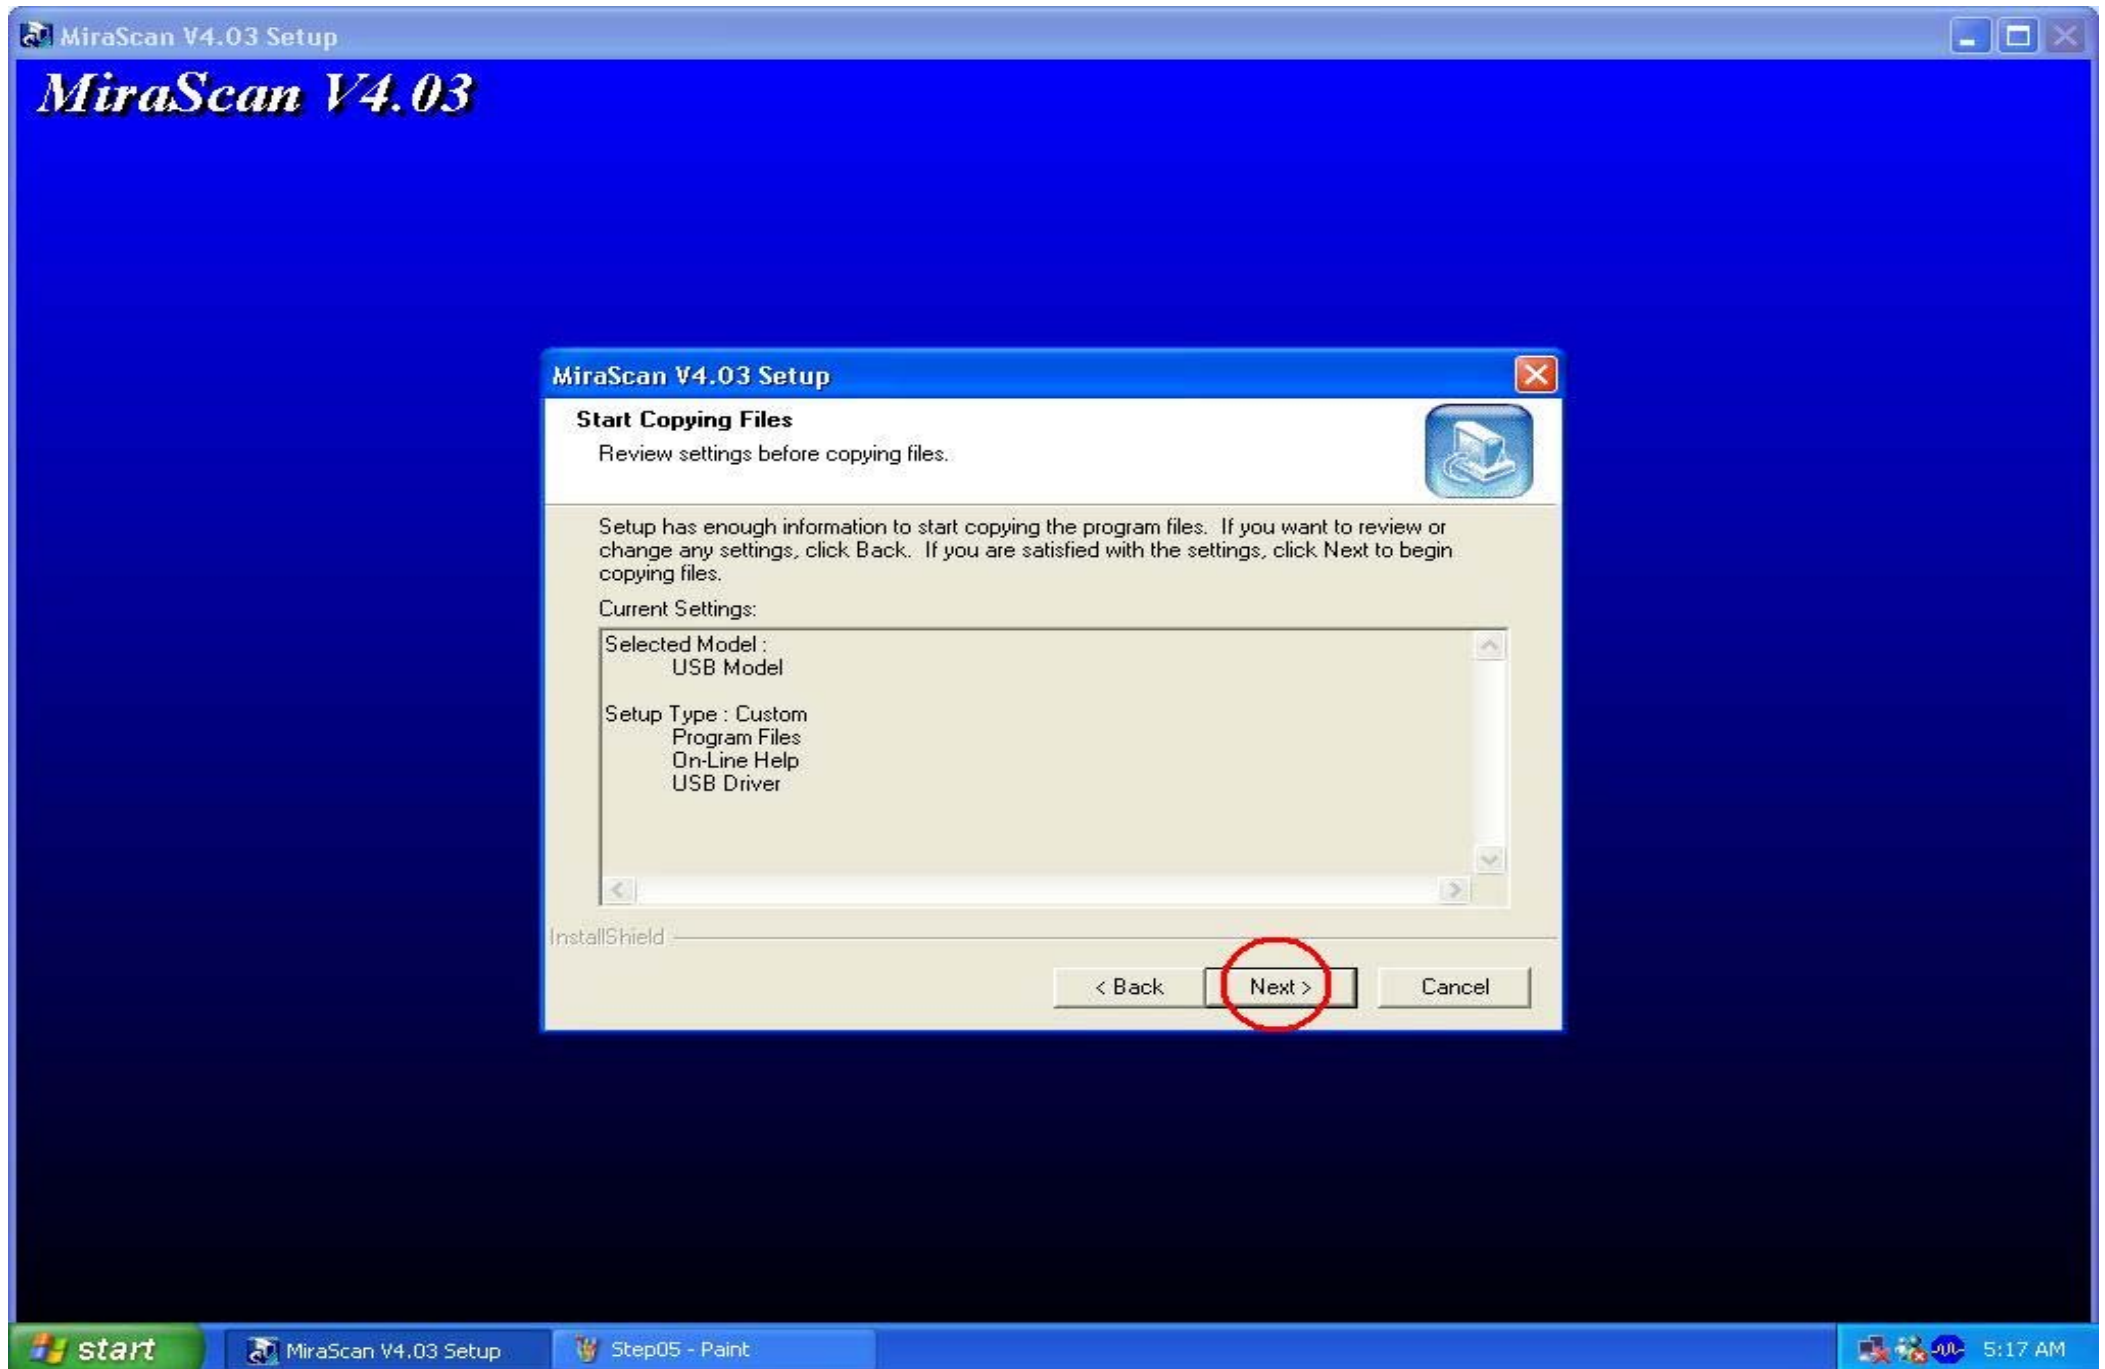 MiraScan V4.03 Setup
MiraScan V4.03
MiraScan V4.03 Setup
Start Copying Files
Review settings before copying files.
Setup has enough information to start copying the program files. If you want to review or
change any settings, click Back. If you are satisfied with the settings, click Next to begin
copying files.
Current Settings:
Selected Model :
USB Model
Setup Type : Custom
Program Files
On-Line Help
USB Driver
InstallShield
< Back Next > Cancel
start MiraScan V4.03 Setup Step05 - Paint 5:17 AM